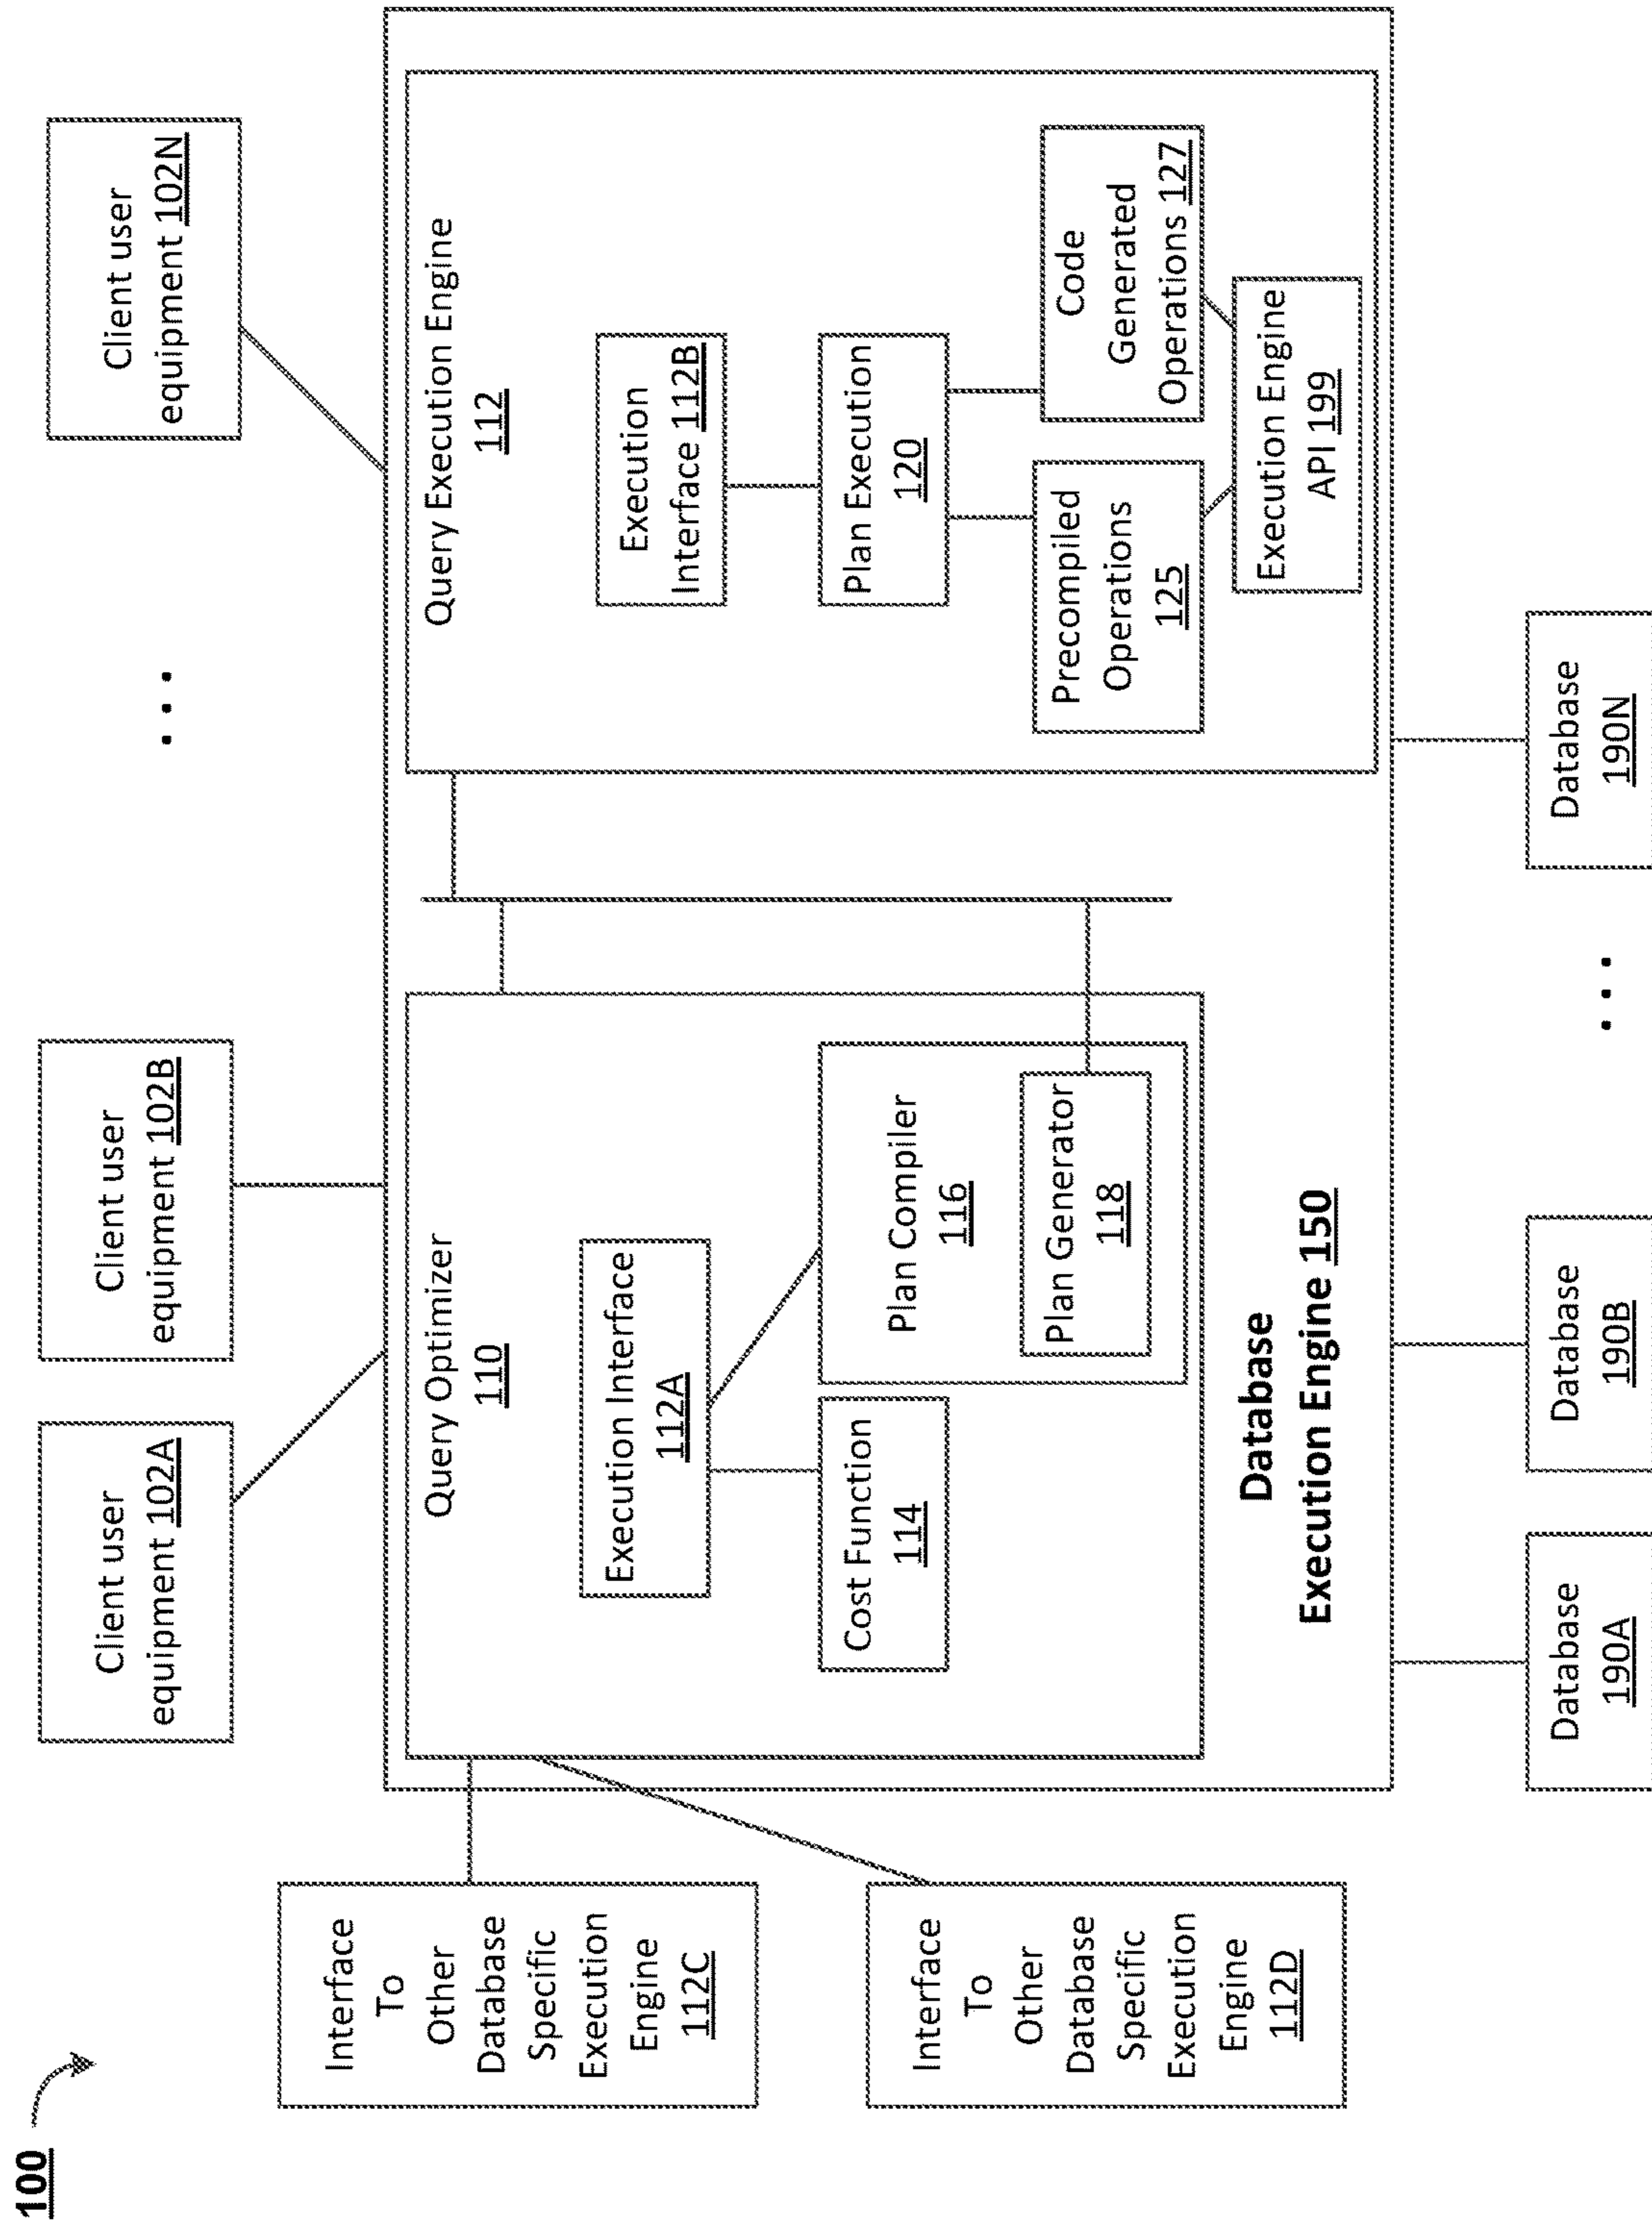 100
Client user
equipment 102A
Client user
equipment 102B
. . .
Client user
equipment 102N
Interface
To
Other
Database
Specific
Execution
Engine
112C
Interface
To
Other
Database
Specific
Execution
Engine
112D
Query Optimizer
110
Execution Interface
112A
Cost Function
114
Plan Compiler
116
Plan Generator
118
Database
Execution Engine 150
Query Execution Engine
112
Execution
Interface 112B
Plan Execution
120
Precompiled
Operations
125
Code
Generated
Operations 127
Execution Engine
API 199
Database
190A
Database
190B
. . .
Database
190N